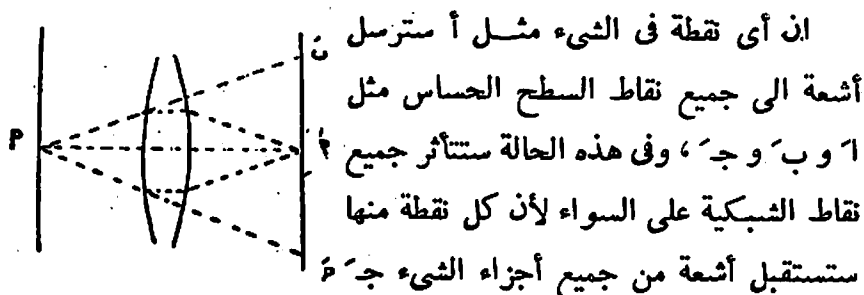 ان أى نقطة فى الشىء مثـــل أ سترسل
أشعة الى جميع نقاط السطح الحساس مثل
اَ و بَ و جـَ ، وفى هذه الحالة ستتأثر جميع
نقاط الشبكية على السواء لأن كل نقطة منها
ستستقبل أشعة من جميع أجزاء الشىء جـَ